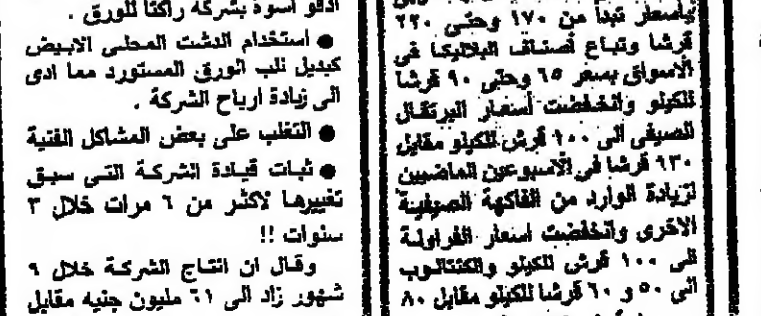 ادفو اسوة بشركة راكتا للورق .
● استخدام الدشت المحلى الابيض
كبديل للب الورق المستورد مما ادى
الى زيادة ارباح الشركة .
● التغلب على بعض المشاكل الفنية
● ثبات قيادة الشركة التى سبق
تغييرها لاكثر من ٦ مرات خلال ٣
سنوات !!
وقال ان انتاج الشركة خلال ٩
شهور زاد الى ٦١ مليون جنيه مقابل
بأسعار تبدأ من ١٧٠ وحتى ٢٢٠
قرشا وتباع أصناف البلاليكا فى
الأسواق بسعر ٦٥ وحتى ٩٠ قرشا
للكيلو وانخفضت أسعار البرتقال
الصيفى الى ١٠٠ قرش للكيلو مقابل
١٣٠ قرشا فى الأسبوعين الماضيين
لزيادة الوارد من الفاكهة الصيفية
الاخرى وانخفضت اسعار الفراولة
الى ١٠٠ قرش للكيلو والكنتالوب
الى ٥٠ و ٦٠ قرشا للكيلو مقابل ٨٠